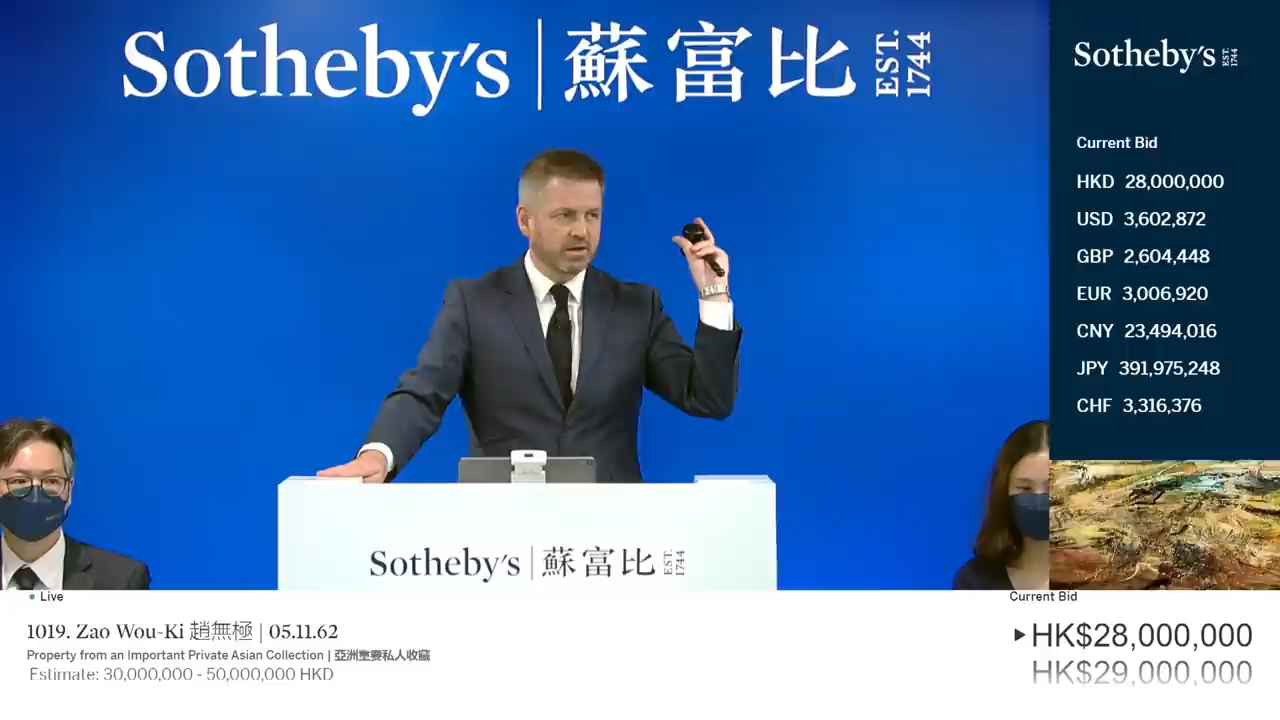 Sotheby's | 蘇富比 EST. 1744
Sotheby's EST. 1744
Current Bid
HKD 28,000,000
USD 3,602,872
GBP 2,604,448
EUR 3,006,920
CNY 23,494,016
JPY 391,975,248
CHF 3,316,376
Sotheby's | 蘇富比 EST. 1744
Live
1019. Zao Wou-Ki 趙無極 | 05.11.62
Property from an Important Private Asian Collection | 亞洲重要私人收藏
Estimate: 30,000,000 - 50,000,000 HKD
Current Bid
HK$28,000,000
HK$29,000,000